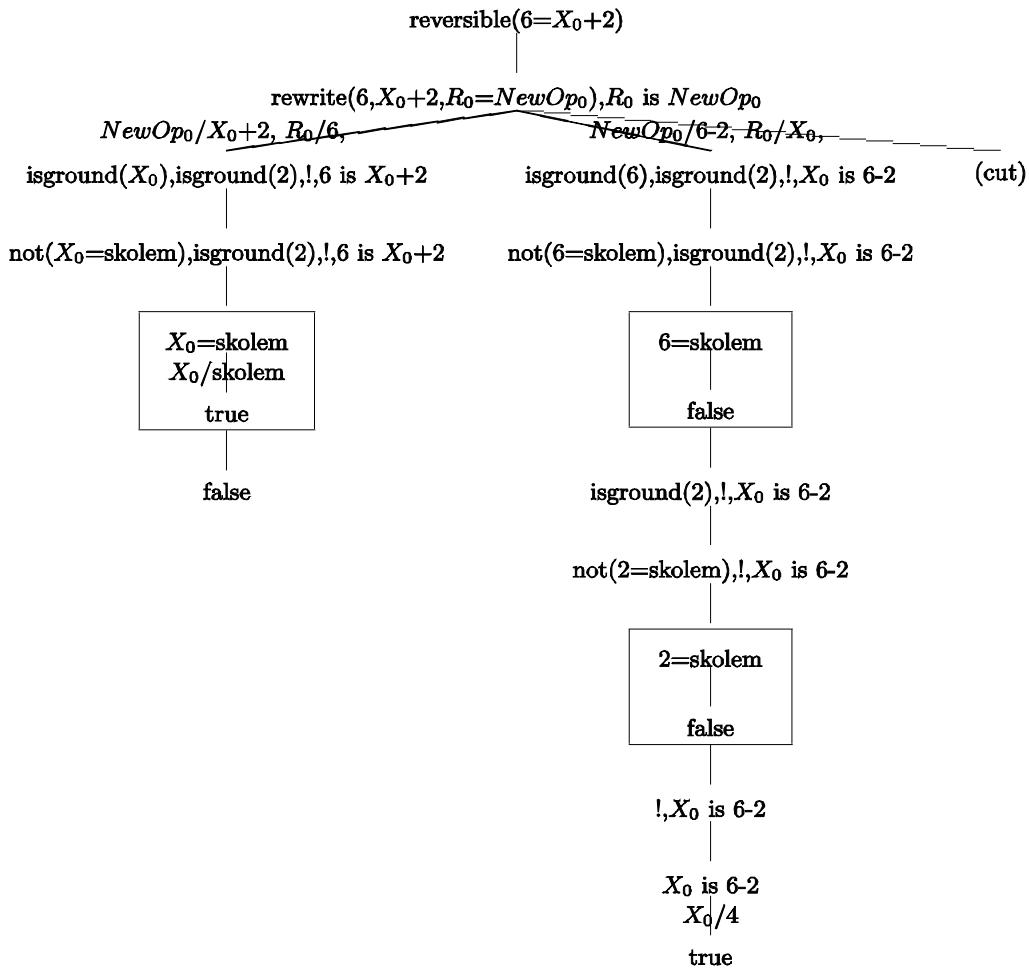 reversible(6=X₀+2)
rewrite(6,X₀+2,R₀=NewOp₀),R₀ is NewOp₀
NewOp₀/X₀+2, R₀/6,
NewOp₀/6-2, R₀/X₀,
isground(X₀),isground(2),!,6 is X₀+2
isground(6),isground(2),!,X₀ is 6-2
(cut)
not(X₀=skolem),isground(2),!,6 is X₀+2
not(6=skolem),isground(2),!,X₀ is 6-2
X₀=skolem
X₀/skolem
true
false
6=skolem
false
isground(2),!,X₀ is 6-2
not(2=skolem),!,X₀ is 6-2
2=skolem
false
!,X₀ is 6-2
X₀ is 6-2
X₀/4
true